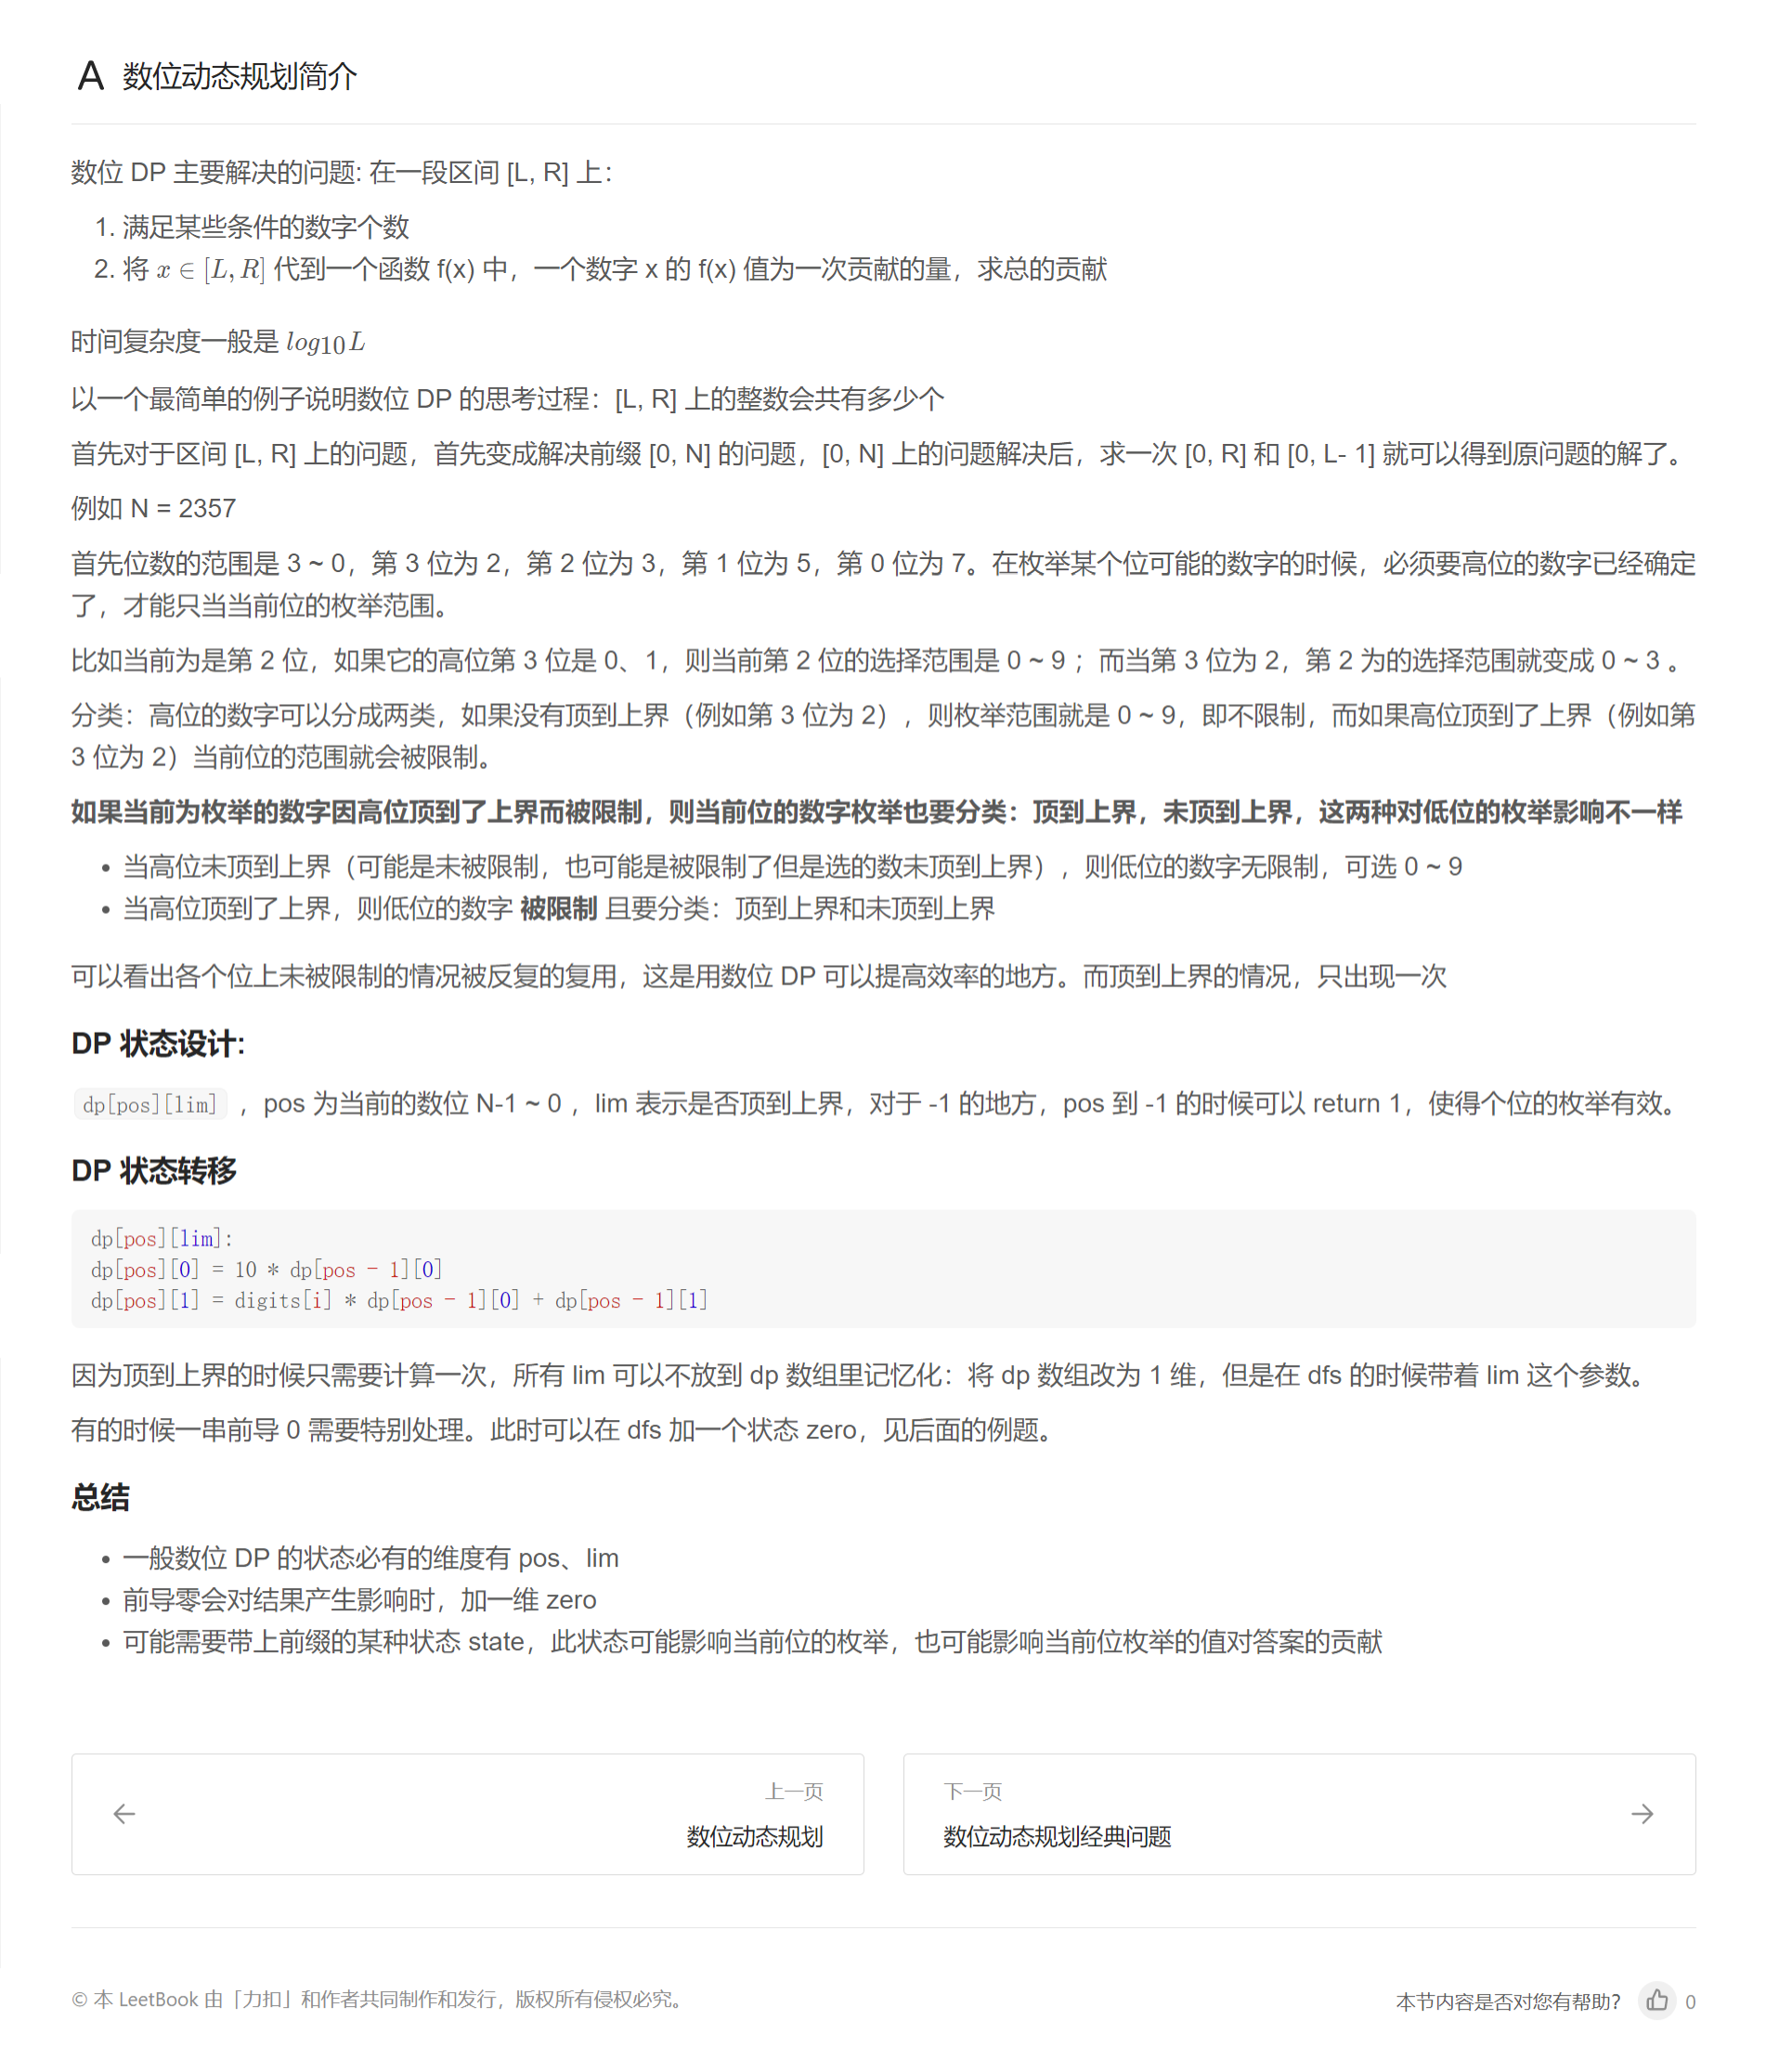 A 数位动态规划简介
数位 DP 主要解决的问题: 在一段区间 [L, R] 上：
1. 满足某些条件的数字个数
2. 将 x ∈ [L, R] 代到一个函数 f(x) 中，一个数字 x 的 f(x) 值为一次贡献的量，求总的贡献
时间复杂度一般是 log10L
以一个最简单的例子说明数位 DP 的思考过程：[L, R] 上的整数会共有多少个
首先对于区间 [L, R] 上的问题，首先变成解决前缀 [0, N] 的问题，[0, N] 上的问题解决后，求一次 [0, R] 和 [0, L- 1] 就可以得到原问题的解了。
例如 N = 2357
首先位数的范围是 3 ~ 0，第 3 位为 2，第 2 位为 3，第 1 位为 5，第 0 位为 7。在枚举某个位可能的数字的时候，必须要高位的数字已经确定
了，才能只当当前位的枚举范围。
比如当前为是第 2 位，如果它的高位第 3 位是 0、1，则当前第 2 位的选择范围是 0 ~ 9 ；而当第 3 位为 2，第 2 为的选择范围就变成 0 ~ 3 。
分类：高位的数字可以分成两类，如果没有顶到上界（例如第 3 位为 2），则枚举范围就是 0 ~ 9，即不限制，而如果高位顶到了上界（例如第
3 位为 2）当前位的范围就会被限制。
如果当前为枚举的数字因高位顶到了上界而被限制，则当前位的数字枚举也要分类：顶到上界，未顶到上界，这两种对低位的枚举影响不一样
• 当高位未顶到上界（可能是未被限制，也可能是被限制了但是选的数未顶到上界），则低位的数字无限制，可选 0 ~ 9
• 当高位顶到了上界，则低位的数字 被限制 且要分类：顶到上界和未顶到上界
可以看出各个位上未被限制的情况被反复的复用，这是用数位 DP 可以提高效率的地方。而顶到上界的情况，只出现一次
DP 状态设计:
dp[pos][lim] ，pos 为当前的数位 N-1 ~ 0 ，lim 表示是否顶到上界，对于 -1 的地方，pos 到 -1 的时候可以 return 1，使得个位的枚举有效。
DP 状态转移
dp[pos][lim]:
dp[pos][0] = 10 * dp[pos - 1][0]
dp[pos][1] = digits[i] * dp[pos - 1][0] + dp[pos - 1][1]
因为顶到上界的时候只需要计算一次，所有 lim 可以不放到 dp 数组里记忆化：将 dp 数组改为 1 维，但是在 dfs 的时候带着 lim 这个参数。
有的时候一串前导 0 需要特别处理。此时可以在 dfs 加一个状态 zero，见后面的例题。
总结
• 一般数位 DP 的状态必有的维度有 pos、lim
• 前导零会对结果产生影响时，加一维 zero
• 可能需要带上前缀的某种状态 state，此状态可能影响当前位的枚举，也可能影响当前位枚举的值对答案的贡献
上一页
数位动态规划
下一页
数位动态规划经典问题
© 本 LeetBook 由「力扣」和作者共同制作和发行，版权所有侵权必究。
本节内容是否对您有帮助？ 0